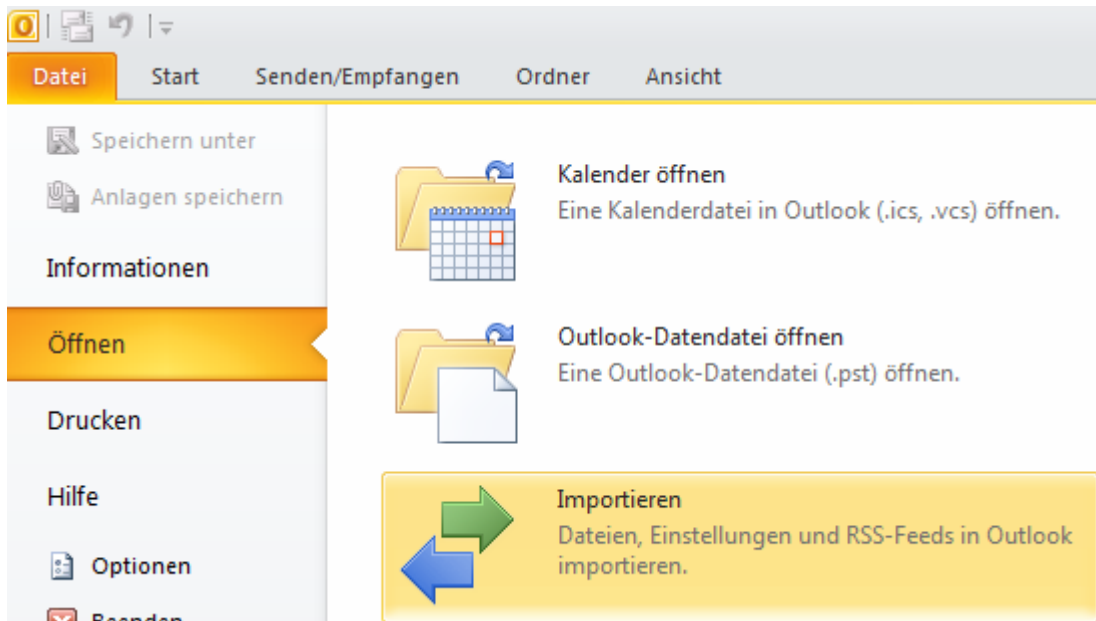 Datei Start Senden/Empfangen Ordner Ansicht
Speichern unter
Anlagen speichern
Informationen
Öffnen
Drucken
Hilfe
Optionen
Beenden
Kalender öffnen
Eine Kalenderdatei in Outlook (.ics, .vcs) öffnen.
Outlook-Datendatei öffnen
Eine Outlook-Datendatei (.pst) öffnen.
Importieren
Dateien, Einstellungen und RSS-Feeds in Outlook
importieren.